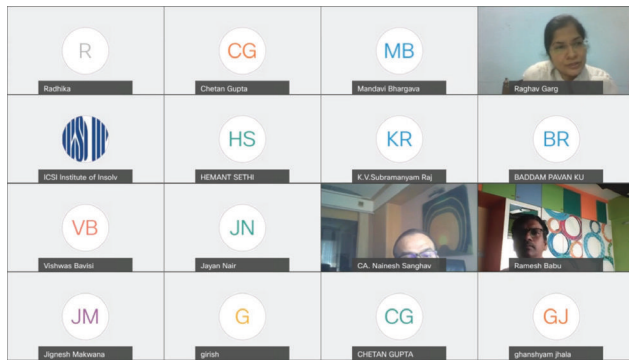 R
CG
MB
Radhika
Chetan Gupta
Mandavi Bhargava
Raghav Garg
HS
KR
BR
ICSI Institute of Insolv
HEMANT SETHI
K.V.Subramanyam Raj
BADDAM PAVAN KU
VB
JN
Vishwas Bavisi
Jayan Nair
CA. Nainesh Sanghav
Ramesh Babu
JM
G
CG
GJ
Jignesh Makwana
girish
CHETAN GUPTA
ghanshyam jhala